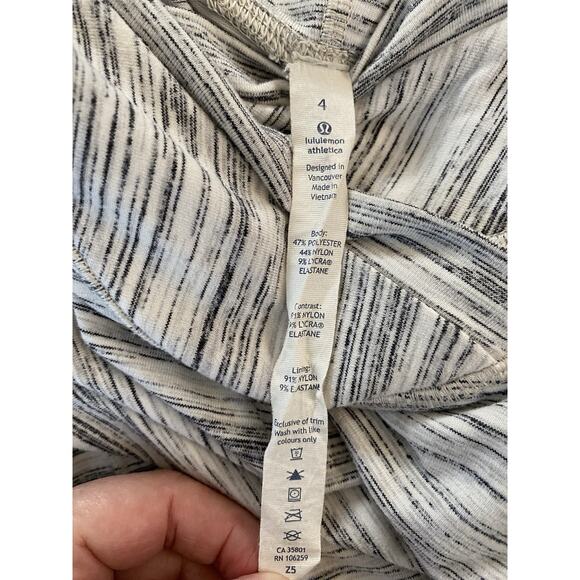 4
lululemon
athletica
Designed in
Vancouver
Made in
Vietnam
Body:
47% POLYESTER
44% NYLON
9% LYCRA®
ELASTANE
Contrast:
91% NYLON
9% LYCRA®
ELASTANE
Lining:
91% NYLON
9% ELASTANE
Exclusive of trim
Wash with like
colours only
CA 35801
RN 106259
Z5